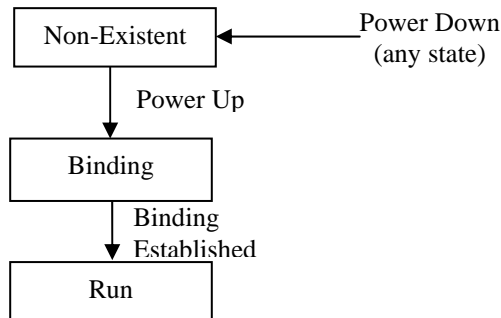 Non-Existent
Power Down
(any state)
Power Up
Binding
Binding
Established
Run